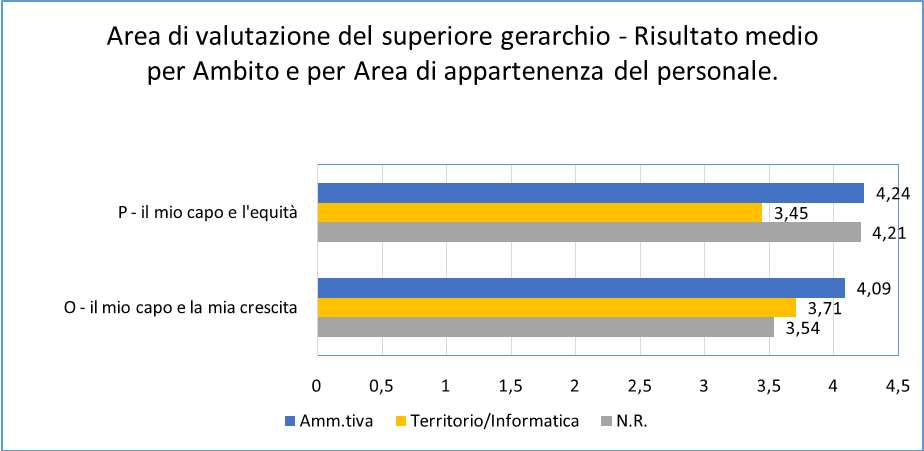 Area di valutazione del superiore gerarchio - Risultato medio
per Ambito e per Area di appartenenza del personale.
P - il mio capo e l'equità
4,24
3,45
4,21
O - il mio capo e la mia crescita
4,09
3,71
3,54
0 0,5 1 1,5 2 2,5 3 3,5 4 4,5
Amm.tiva Territorio/Informatica N.R.